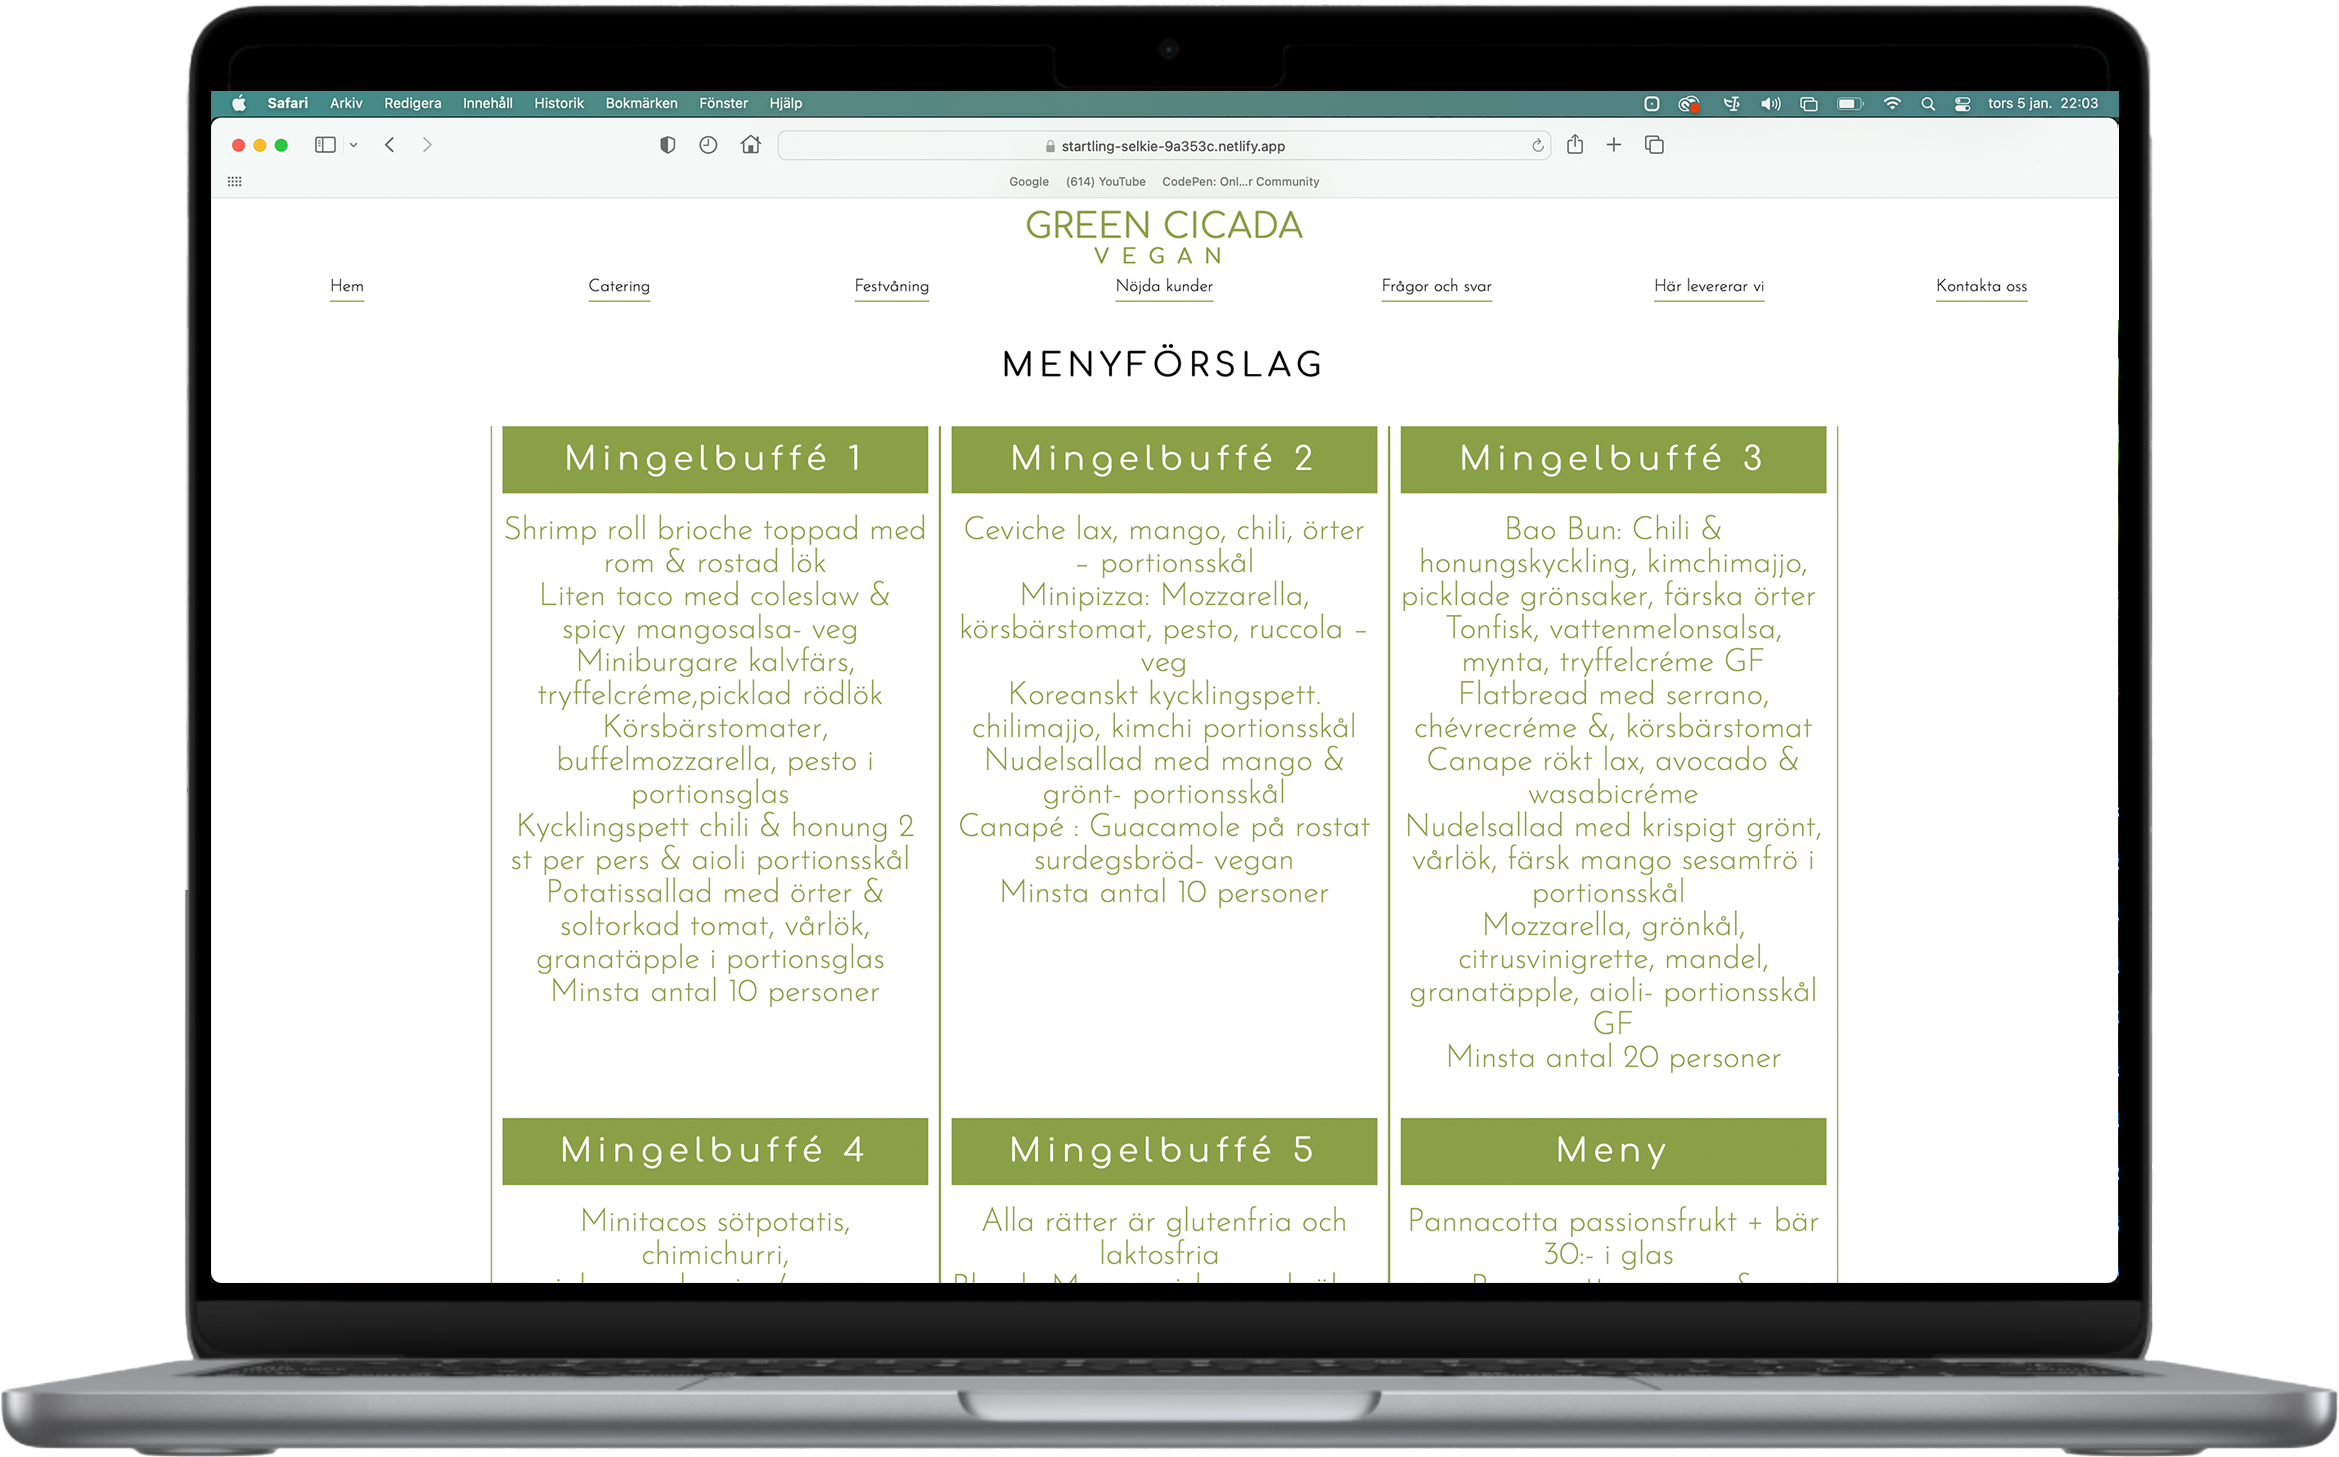 Safari Arkiv Redigera Innehåll Historik Bokmärken Fönster Hjälp tors 5 jan. 22:03
startling-selkie-9a353c.netlify.app
Google (614) YouTube CodePen: Onl...r Community
GREEN CICADA
VEGAN
Hem Catering Festvåning Nöjda kunder Frågor och svar Här levererar vi Kontakta oss
MENYFÖRSLAG
Mingelbuffé 1
Shrimp roll brioche toppad med
rom & rostad lök
Liten taco med coleslaw &
spicy mangosalsa- veg
Miniburgare kalvfärs,
tryffelcréme,picklad rödlök
Körsbärstomater,
buffelmozzarella, pesto i
portionsglas
Kycklingspett chili & honung 2
st per pers & aioli portionsskål
Potatissallad med örter &
soltorkad tomat, vårlök,
granatäpple i portionsglas
Minsta antal 10 personer
Mingelbuffé 2
Ceviche lax, mango, chili, örter
– portionsskål
Minipizza: Mozzarella,
körsbärstomat, pesto, ruccola –
veg
Koreanskt kycklingspett.
chilimajjo, kimchi portionsskål
Nudelsallad med mango &
grönt- portionsskål
Canapé : Guacamole på rostat
surdegsbröd- vegan
Minsta antal 10 personer
Mingelbuffé 3
Bao Bun: Chili &
honungskyckling, kimchimajjo,
picklade grönsaker, färska örter
Tonfisk, vattenmelonsalsa,
mynta, tryffelcréme GF
Flatbread med serrano,
chévrecréme &, körsbärstomat
Canape rökt lax, avocado &
wasabicréme
Nudelsallad med krispigt grönt,
vårlök, färsk mango sesamfrö i
portionsskål
Mozzarella, grönkål,
citrusvinigrette, mandel,
granatäpple, aioli- portionsskål
GF
Minsta antal 20 personer
Mingelbuffé 4
Minitacos sötpotatis,
chimichurri,
Mingelbuffé 5
Alla rätter är glutenfria och
laktosfria
Meny
Pannacotta passionsfrukt + bär
30:- i glas